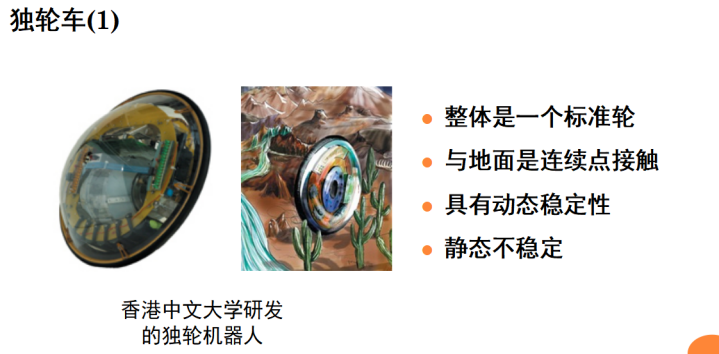 独轮车(1)
整体是一个标准轮
与地面是连续点接触
具有动态稳定性
静态不稳定
香港中文大学研发
的独轮机器人